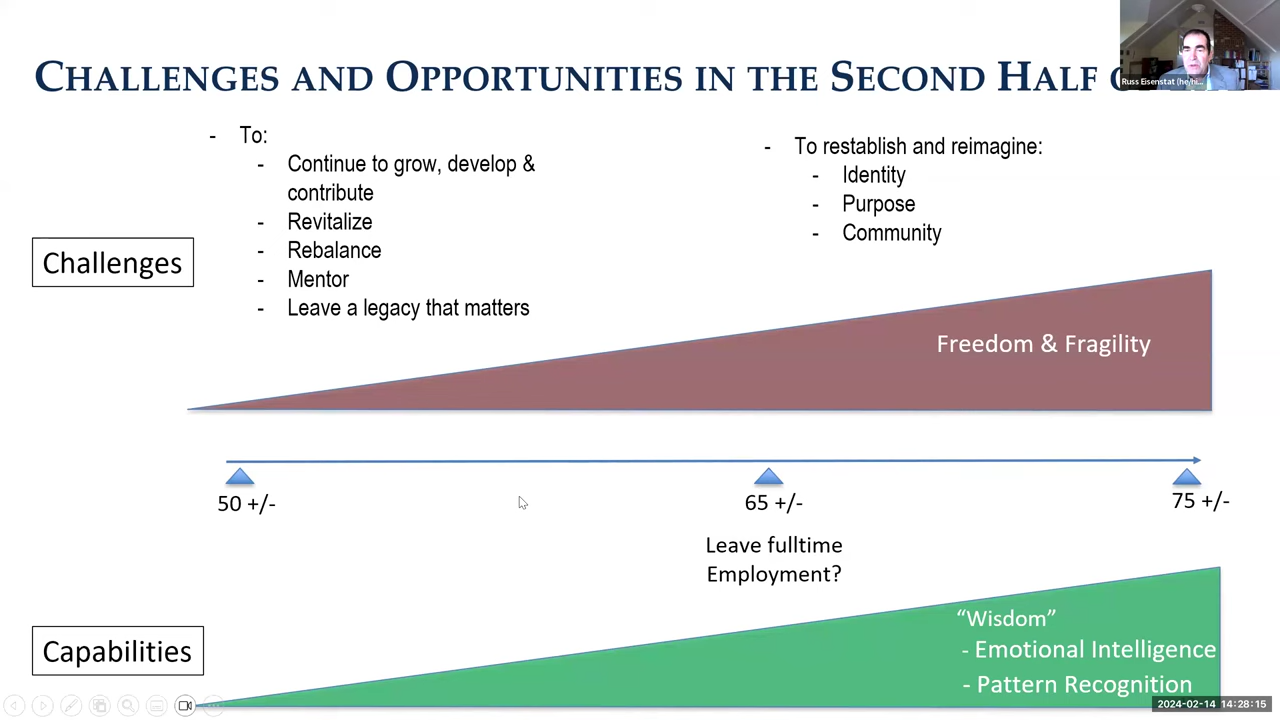 CHALLENGES AND OPPORTUNITIES IN THE SECOND HALF
Russ Eisenstat (he/hi...
- To:
- Continue to grow, develop &
contribute
- Revitalize
- Rebalance
- Mentor
- Leave a legacy that matters
- To restablish and reimagine:
- Identity
- Purpose
- Community
Challenges
Freedom & Fragility
50 +/-
65 +/-
75 +/-
Leave fulltime
Employment?
Capabilities
“Wisdom”
- Emotional Intelligence
- Pattern Recognition
2024-02-14 14:28:15